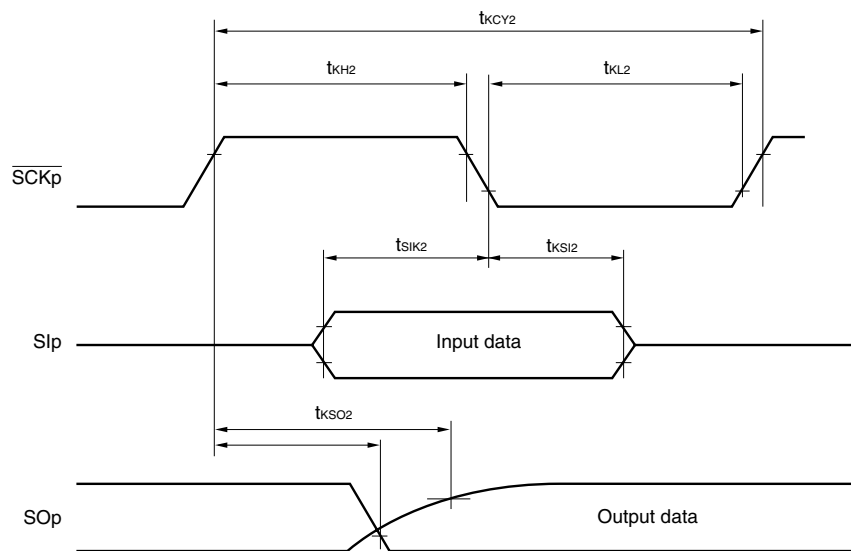 tKCY2
tKH2
tKL2
SCKp
tSIK2
tKSI2
SIp
Input data
tKSO2
SOp
Output data